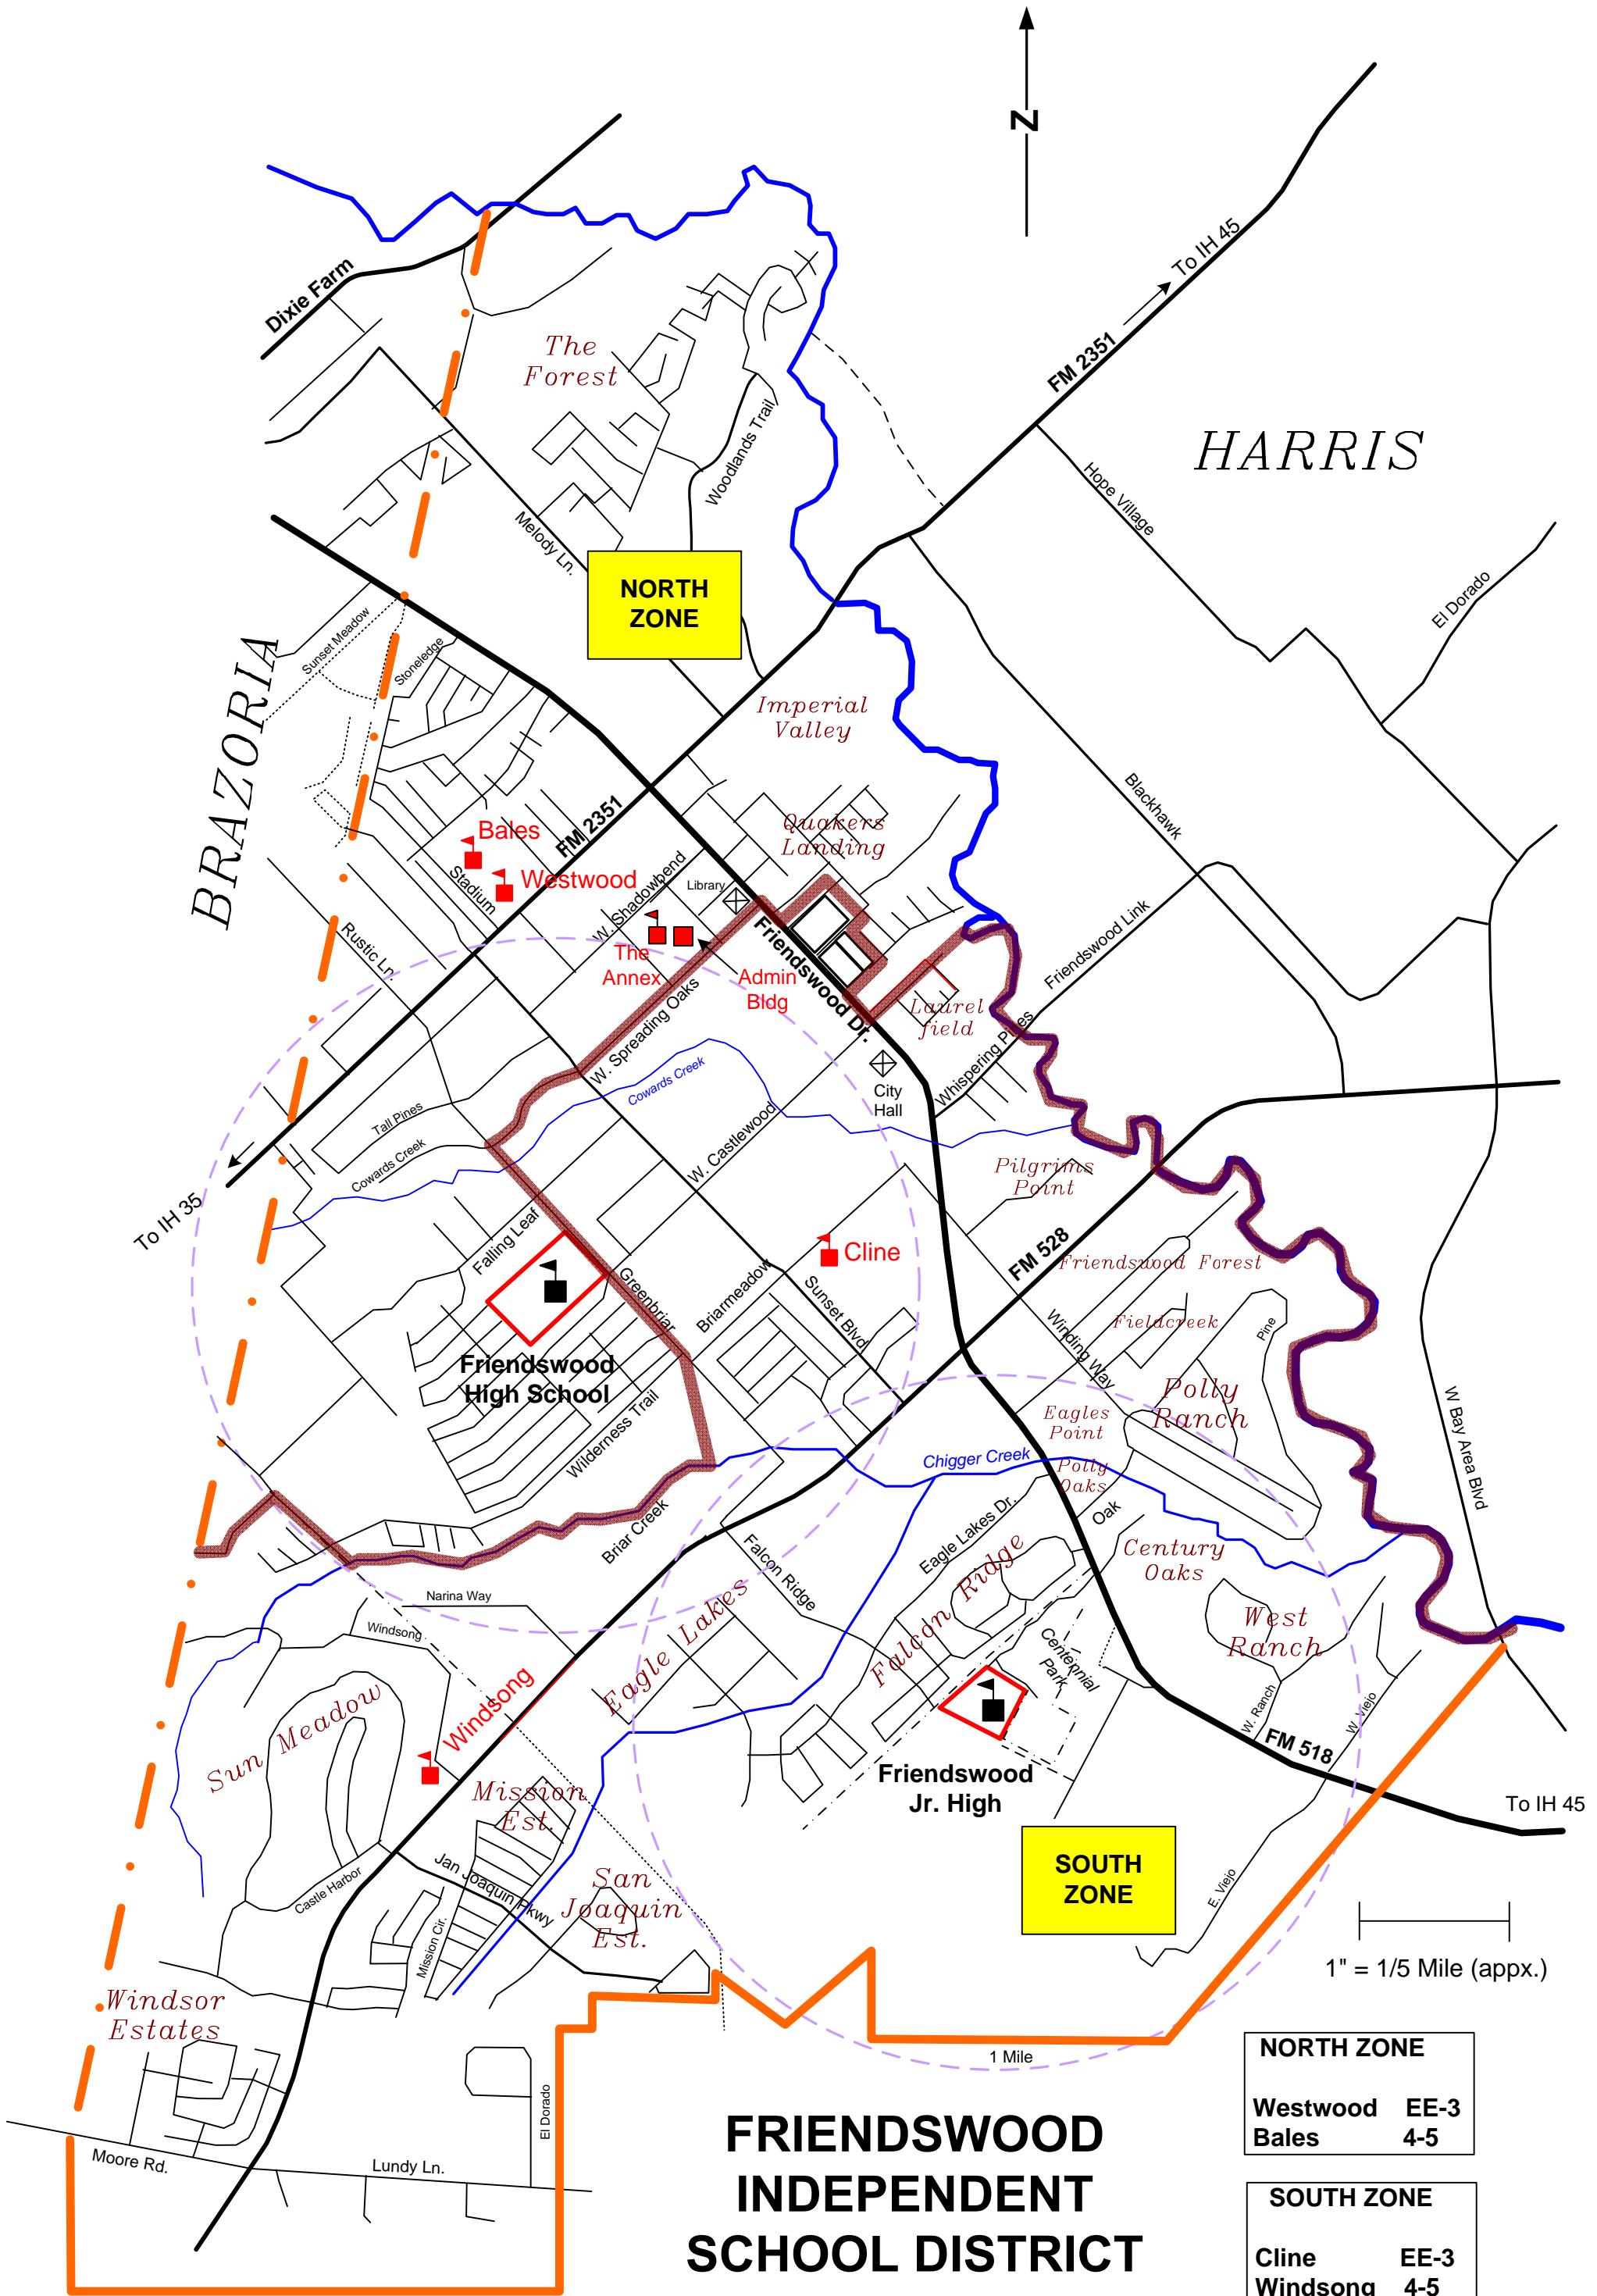 N
Dixie Farm
To IH 45
The
Forest
FM 2351
Woodlands Trail
HARRIS
Hope Village
Melody Ln.
NORTH
ZONE
El Dorado
BRAZORIA
Sunset Meadow
Stoneledge
Imperial
Valley
Blackhawk
FM 2351
Quakers
Landing
Bales
Westwood
Stadium
W. Shadowbend
Library
Friendswood Dr.
Rustic Ln.
The
Annex
Admin
Bldg
Friendswood Link
Laurel
field
W. Spreading Oaks
Whispering Pines
City
Hall
Cowards Creek
Tall Pines
Cowards Creek
W. Castlewood
Pilgrims
Point
To IH 35
Falling Leaf
Cline
FM 528
Friendswood Forest
Greenbriar
Briarmeadow
Sunset Blvd
Winding Way
Fieldcreek
Pine
Friendswood
High School
Wilderness Trail
Polly
Ranch
Eagles
Point
W Bay Area Blvd
Chigger Creek
Polly
Oaks
Oak
Briar Creek
Eagle Lakes Dr.
Falcon Ridge
Century
Oaks
Narina Way
Windsong
Eagle Lakes
Falcon Ridge
West
Ranch
Centennial
Park
Sun Meadow
Windsong
W. Ranch
W. Viejo
FM 518
Mission
Est.
Friendswood
Jr. High
To IH 45
Jan Joaquin Pkwy
San
Joaquin
Est.
SOUTH
ZONE
Castle Harbor
Mission Cir.
E. Viejo
1" = 1/5 Mile (appx.)
Windsor
Estates
1 Mile
El Dorado
Moore Rd.
Lundy Ln.
FRIENDSWOOD
INDEPENDENT
SCHOOL DISTRICT
NORTH ZONE
Westwood EE-3
Bales 4-5
SOUTH ZONE
Cline EE-3
Windsong 4-5